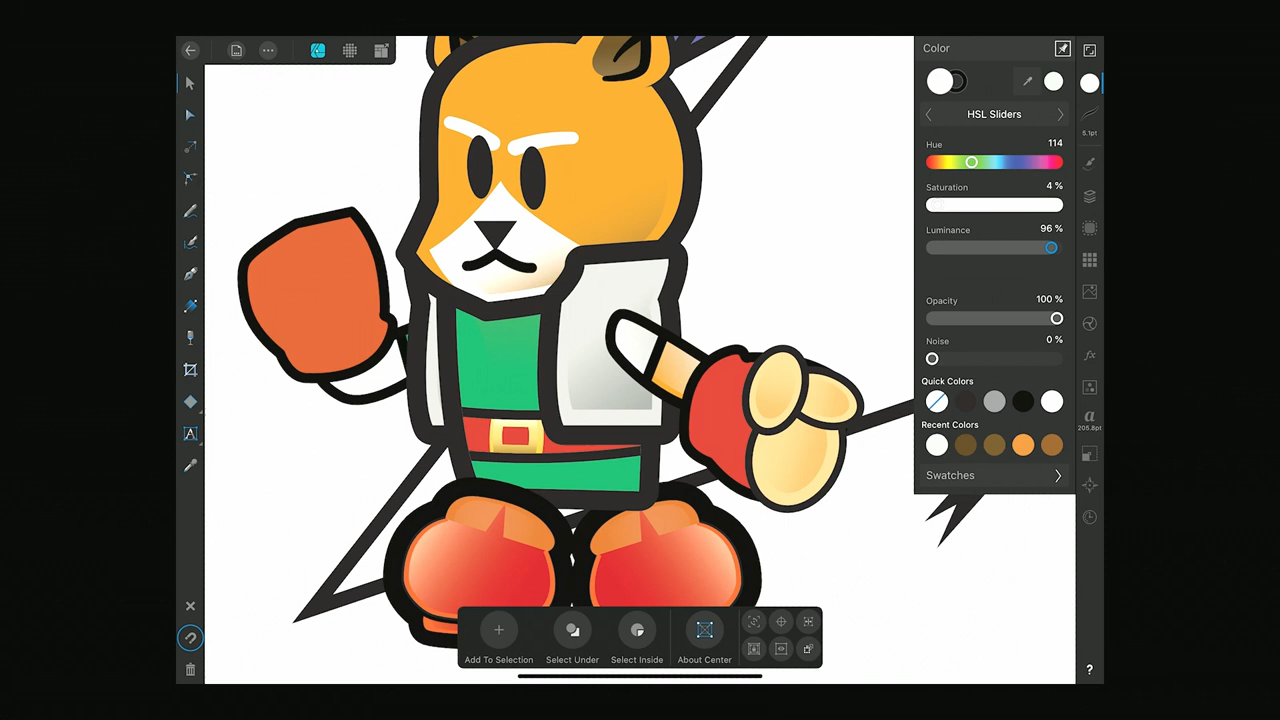 Color
HSL Sliders
Hue 114
5.1pt
Saturation 4 %
Luminance 96 %
Opacity 100 %
Noise 0 %
fx
Quick Colors
a
205.8pt
Recent Colors
A
Swatches
Add To Selection Select Under Select Inside About Center
?